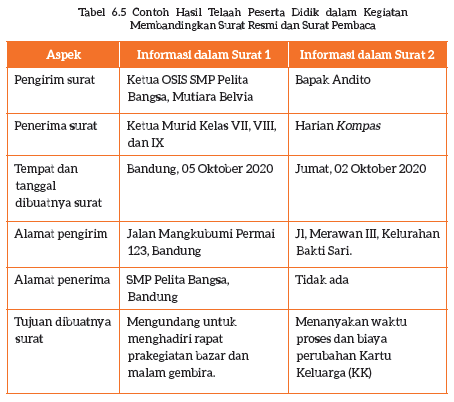 Tabel 6.5 Contoh Hasil Telaah Peserta Didik dalam Kegiatan
Membandingkan Surat Resmi dan Surat Pembaca
Aspek
Informasi dalam Surat 1
Informasi dalam Surat 2
Pengirim surat
Ketua OSIS SMP Pelita
Bangsa, Mutiara Belvia
Bapak Andito
Penerima surat
Ketua Murid Kelas VII, VIII,
dan IX
Harian Kompas
Tempat dan
tanggal
dibuatnya surat
Bandung, 05 Oktober 2020
Jumat, 02 Oktober 2020
Alamat pengirim
Jalan Mangkubumi Permai
123, Bandung
Jl, Merawan III, Kelurahan
Bakti Sari.
Alamat penerima
SMP Pelita Bangsa,
Bandung
Tidak ada
Tujuan dibuatnya
surat
Mengundang untuk
menghadiri rapat
prakegiatan bazar dan
malam gembira.
Menanyakan waktu
proses dan biaya
perubahan Kartu
Keluarga (KK)